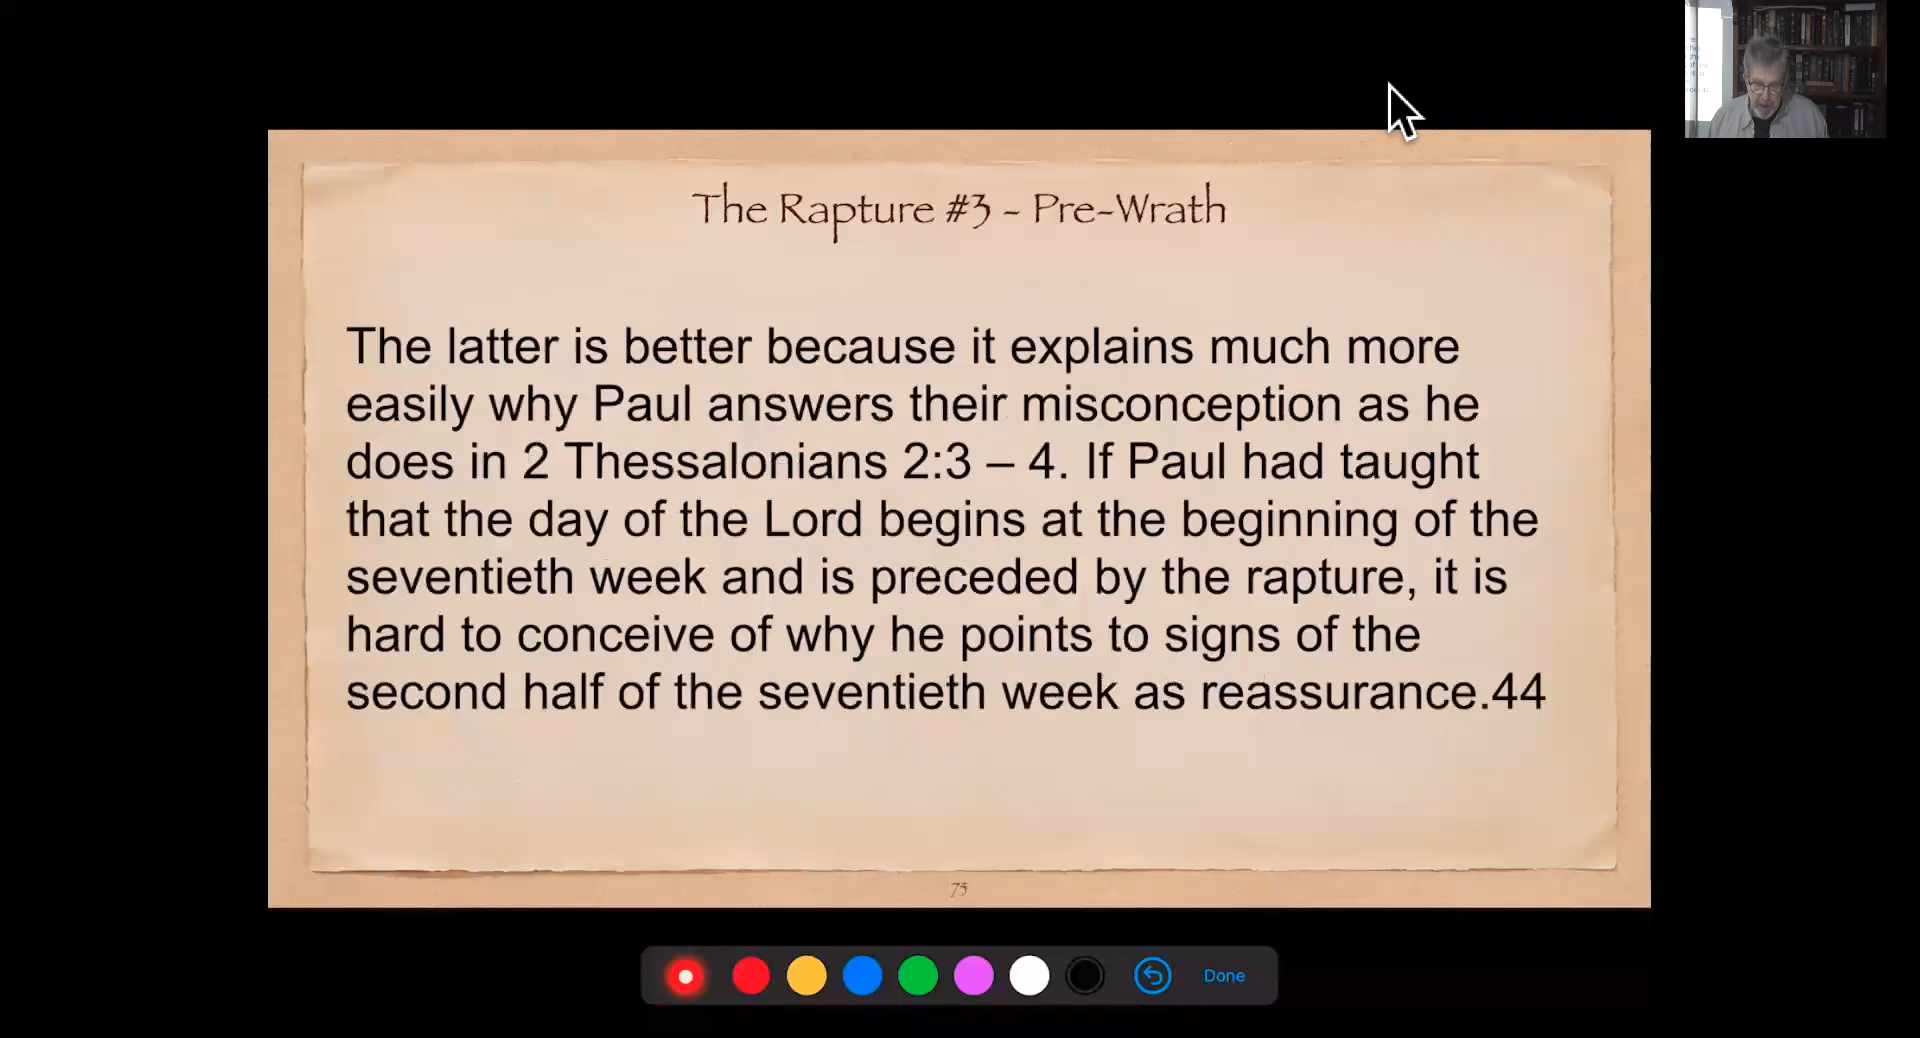 The Rapture #3 - Pre-Wrath
The latter is better because it explains much more
easily why Paul answers their misconception as he
does in 2 Thessalonians 2:3 – 4. If Paul had taught
that the day of the Lord begins at the beginning of the
seventieth week and is preceded by the rapture, it is
hard to conceive of why he points to signs of the
second half of the seventieth week as reassurance.44
75
Done